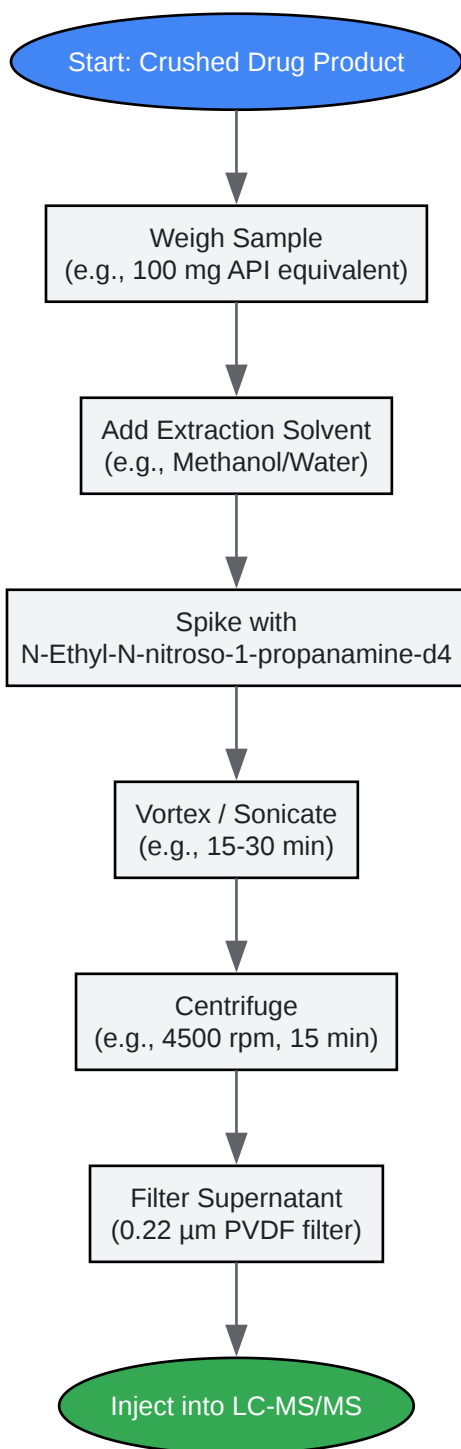 Start: Crushed Drug Product
Weigh Sample
(e.g., 100 mg API equivalent)
Add Extraction Solvent
(e.g., Methanol/Water)
Spike with
N-Ethyl-N-nitroso-1-propanamine-d4
Vortex / Sonicate
(e.g., 15-30 min)
Centrifuge
(e.g., 4500 rpm, 15 min)
Filter Supernatant
(0.22 µm PVDF filter)
Inject into LC-MS/MS